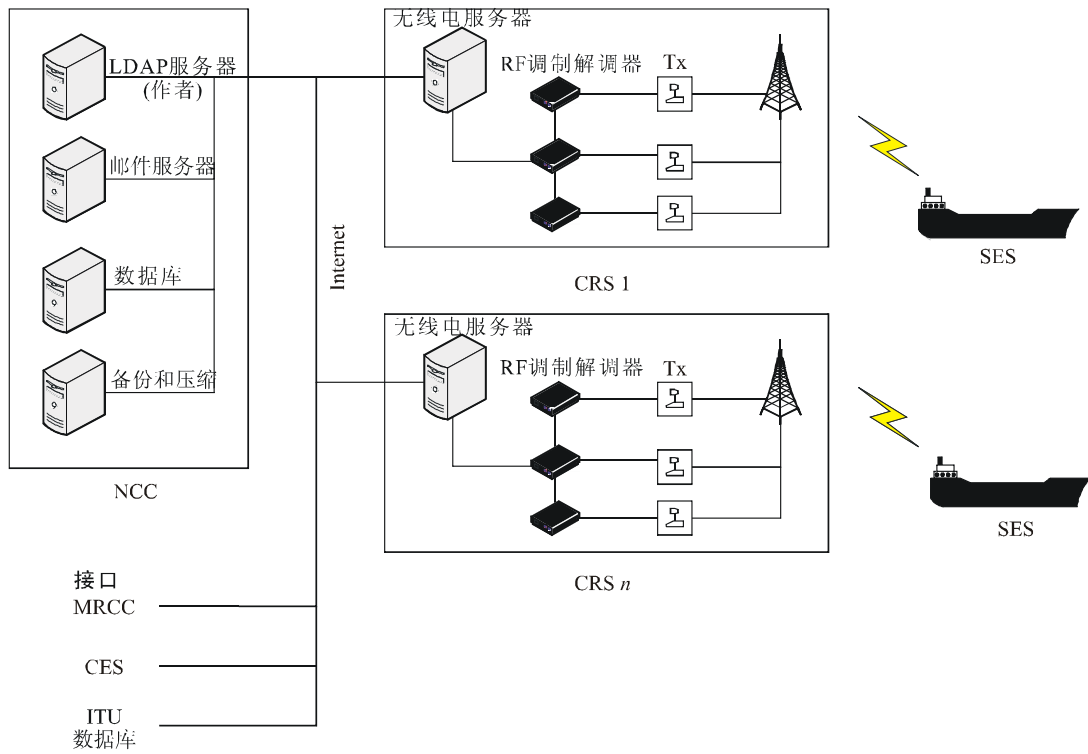 LDAP服务器
(作者)
邮件服务器
数据库
备份和压缩
NCC
Internet
无线电服务器
RF调制解调器
Tx
CRS 1
SES
无线电服务器
RF调制解调器
Tx
CRS n
SES
接口
MRCC
CES
ITU
数据库